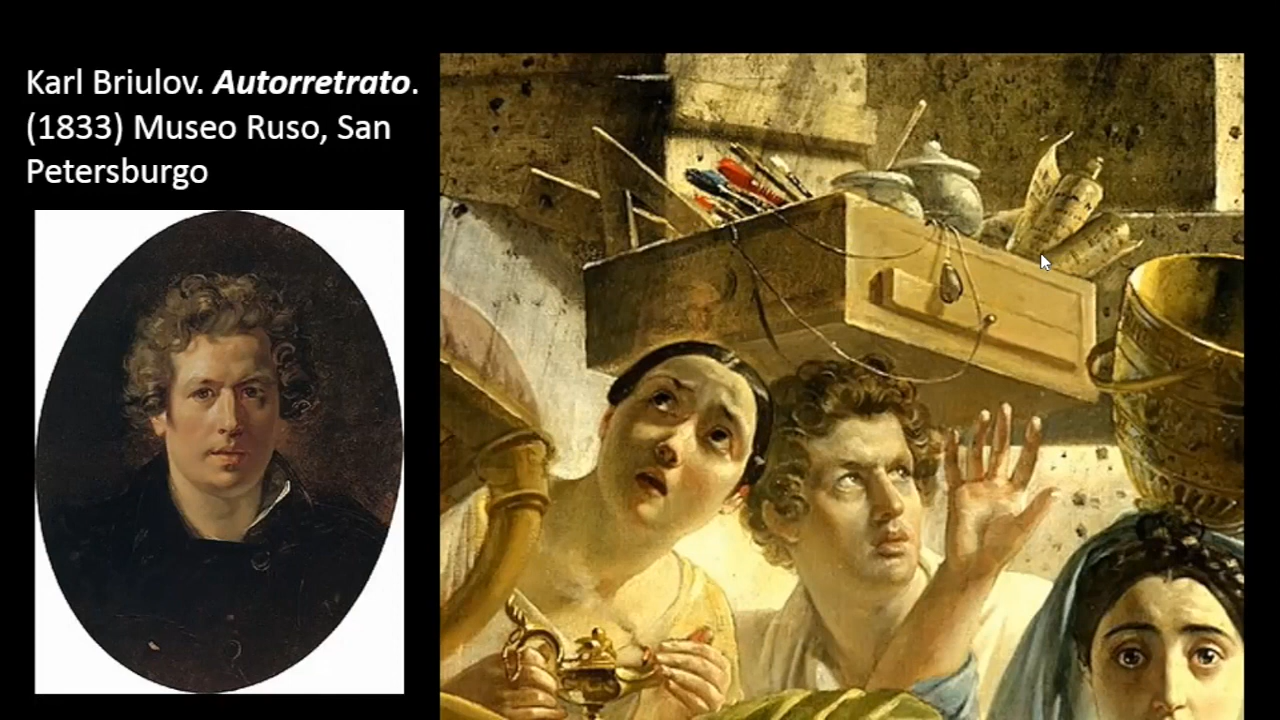 Karl Briulov. Autorretrato.
(1833) Museo Ruso, San
Petersburgo